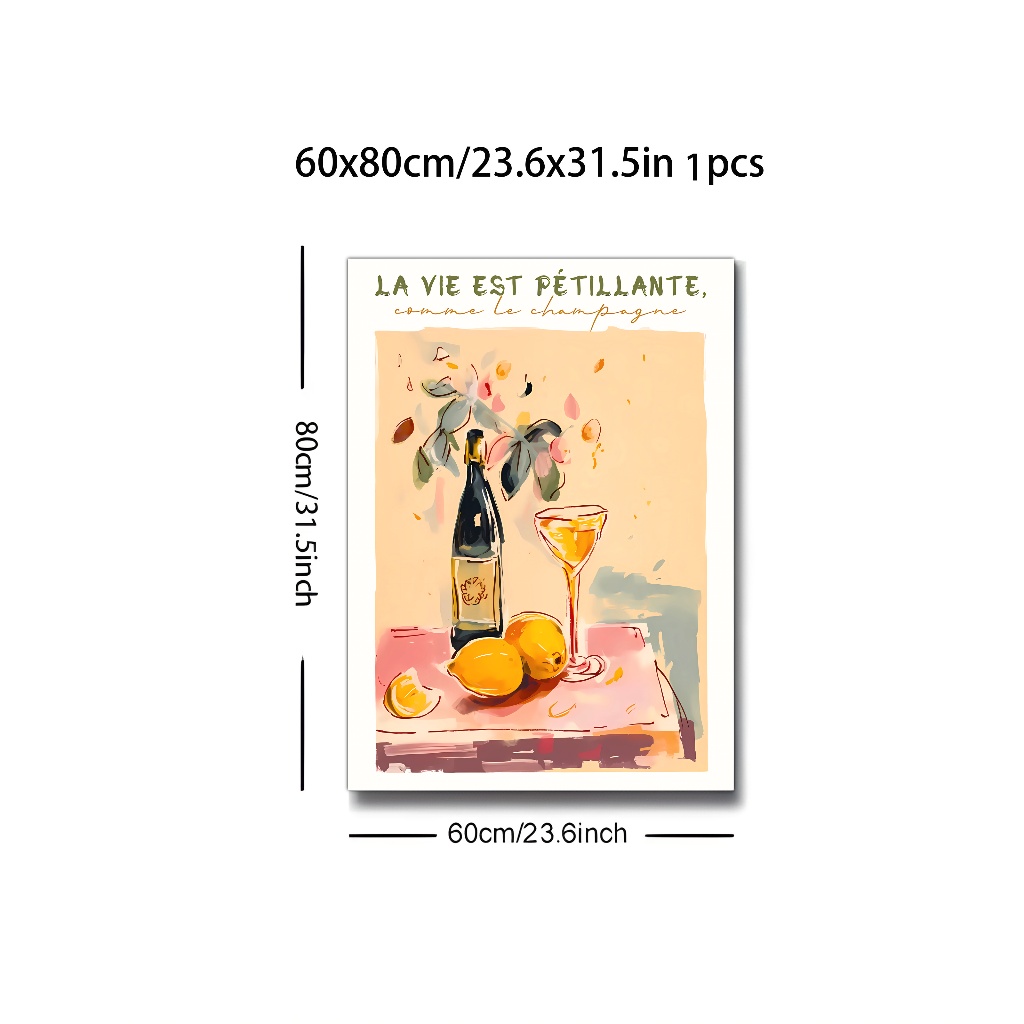 60x80cm/23.6x31.5in 1pcs
LA VIE EST PÉTILLANTE,
comme le champagne
80cm/31.5inch
60cm/23.6inch